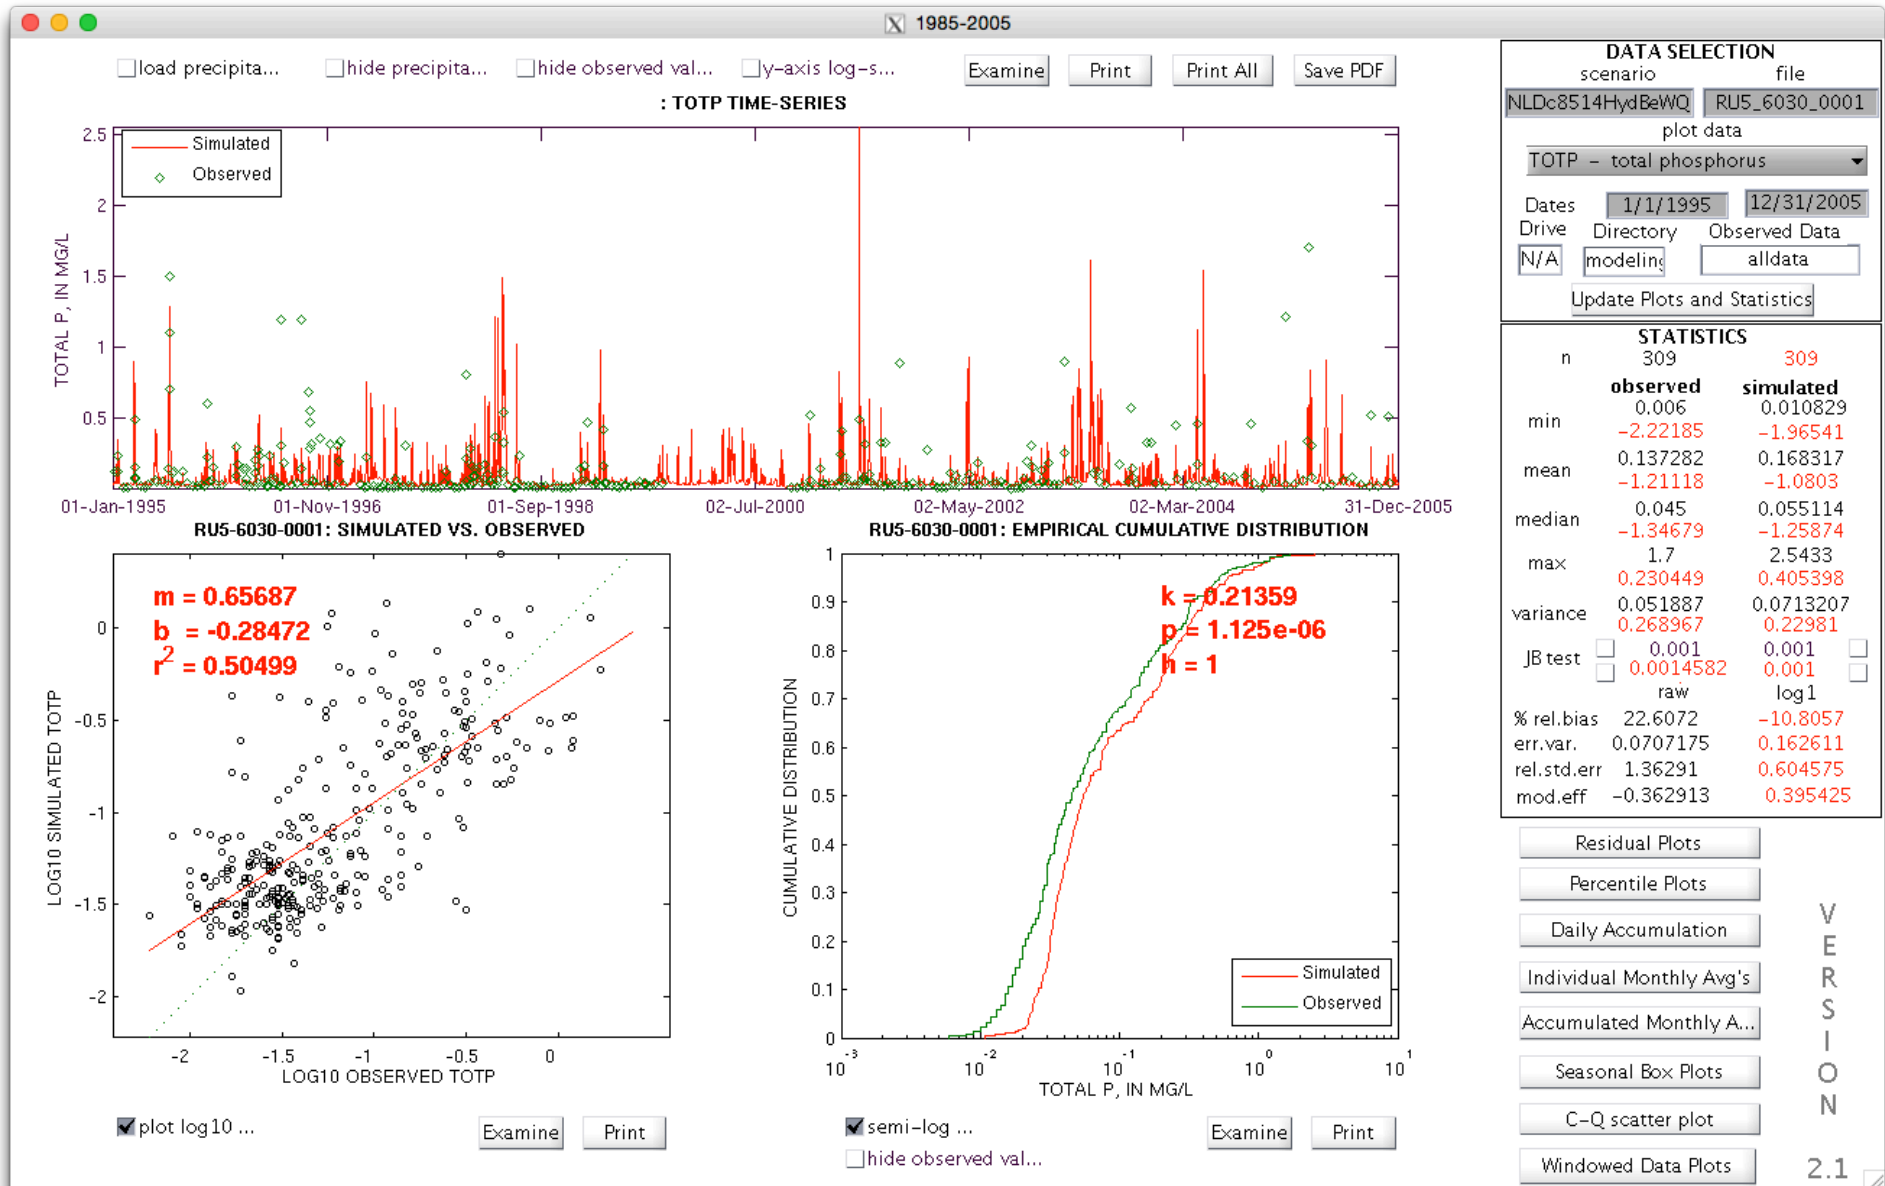 1985-2005
load precipita...
hide precipita...
hide observed val...
y-axis log-s...
Examine
Print
Print All
Save PDF
: TOTP TIME-SERIES
Simulated
Observed
TOTAL P, IN MG/L
2.5
2
1.5
1
0.5
01-Jan-1995
01-Nov-1996
01-Sep-1998
02-Jul-2000
02-May-2002
02-Mar-2004
31-Dec-2005
RU5-6030-0001: SIMULATED VS. OBSERVED
m = 0.65687
b = -0.28472
r2 = 0.50499
LOG10 SIMULATED TOTP
0
-0.5
-1
-1.5
-2
-2
-1.5
-1
-0.5
0
LOG10 OBSERVED TOTP
plot log10 ...
Examine
Print
RU5-6030-0001: EMPIRICAL CUMULATIVE DISTRIBUTION
k = 0.21359
p = 1.125e-06
h = 1
CUMULATIVE DISTRIBUTION
1
0.9
0.8
0.7
0.6
0.5
0.4
0.3
0.2
0.1
0
Simulated
Observed
10-3
10-2
10-1
100
101
TOTAL P, IN MG/L
semi-log ...
hide observed val...
Examine
Print
DATA SELECTION
scenario file
NLDc8514HydBeWQ RU5_6030_0001
plot data
TOTP - total phosphorus
Dates 1/1/1995 12/31/2005
Drive Directory Observed Data
N/A modeling alldata
Update Plots and Statistics
STATISTICS
n 309 309
observed simulated
min 0.006 0.010829
-2.22185 -1.96541
mean 0.137282 0.168317
-1.21118 -1.0803
median 0.045 0.055114
-1.34679 -1.25874
max 1.7 2.5433
0.230449 0.405398
variance 0.051887 0.0713207
0.268967 0.22981
JB test 0.001 0.001
0.0014582 0.001
raw log1
% rel.bias 22.6072 -10.8057
err.var. 0.0707175 0.162611
rel.std.err 1.36291 0.604575
mod.eff -0.362913 0.395425
Residual Plots
Percentile Plots
Daily Accumulation
Individual Monthly Avg's
Accumulated Monthly A...
Seasonal Box Plots
C-Q scatter plot
Windowed Data Plots
VERSION
2.1